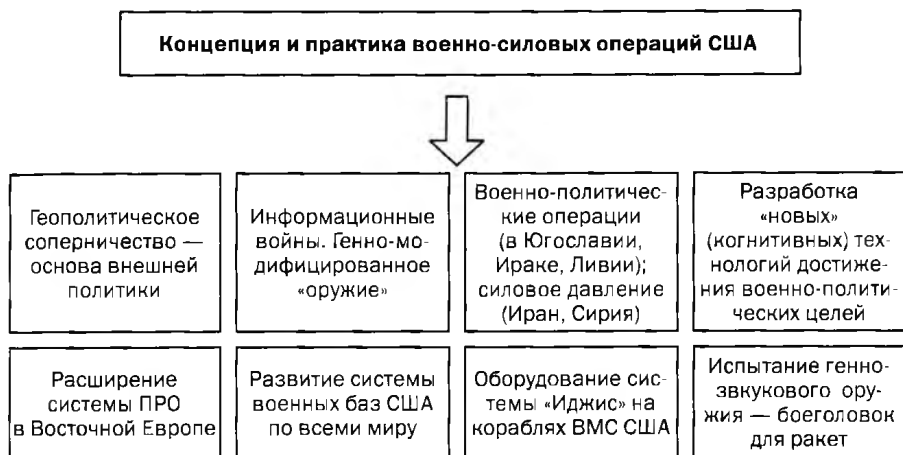 Концепция и практика военно-силовых операций США
Геополитическое
соперничество —
основа внешней
политики
Информационные
войны. Генно-мо-
дифицированное
«оружие»
Военно-политичес-
кие операции
(в Югославии,
Ираке, Ливии);
силовое давление
(Иран, Сирия)
Разработка
«новых»
(когнитивных) тех-
нологий достиже-
ния военно-полити-
ческих целей
Расширение
системы ПРО
в Восточной Европе
Развитие системы
военных баз США
по всеми миру
Оборудование сис-
темы «Иджис» на
кораблях ВМС США
Испытание генно-
звкукового ору-
жия — боеголовок
для ракет